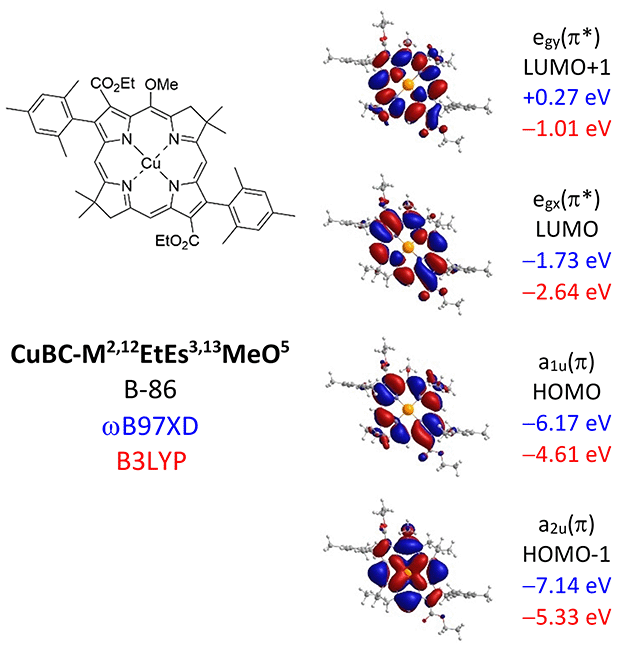 CO₂Et
OMe
N
N
Cu
N
N
EtO₂C
CuBC-M²,¹²EtEs³,¹³MeO⁵
B-86
ωB97XD
B3LYP
e_gy(π*)
LUMO+1
+0.27 eV
−1.01 eV
e_gx(π*)
LUMO
−1.73 eV
−2.64 eV
a₁ᵤ(π)
HOMO
−6.17 eV
−4.61 eV
a₂ᵤ(π)
HOMO-1
−7.14 eV
−5.33 eV